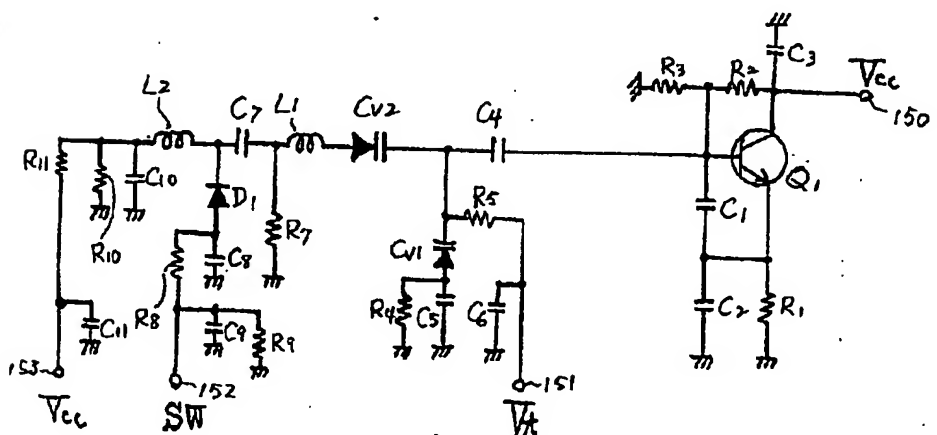 C3
R3
R2
Vcc
150
L2
C7
L1
Cv2
C4
Q1
R11
C10
D1
R5
C1
R10
R7
Cv1
C8
R8
R4
C5
C6
C2
R1
C11
C9
R9
153
152
151
Vcc
SW
Vt